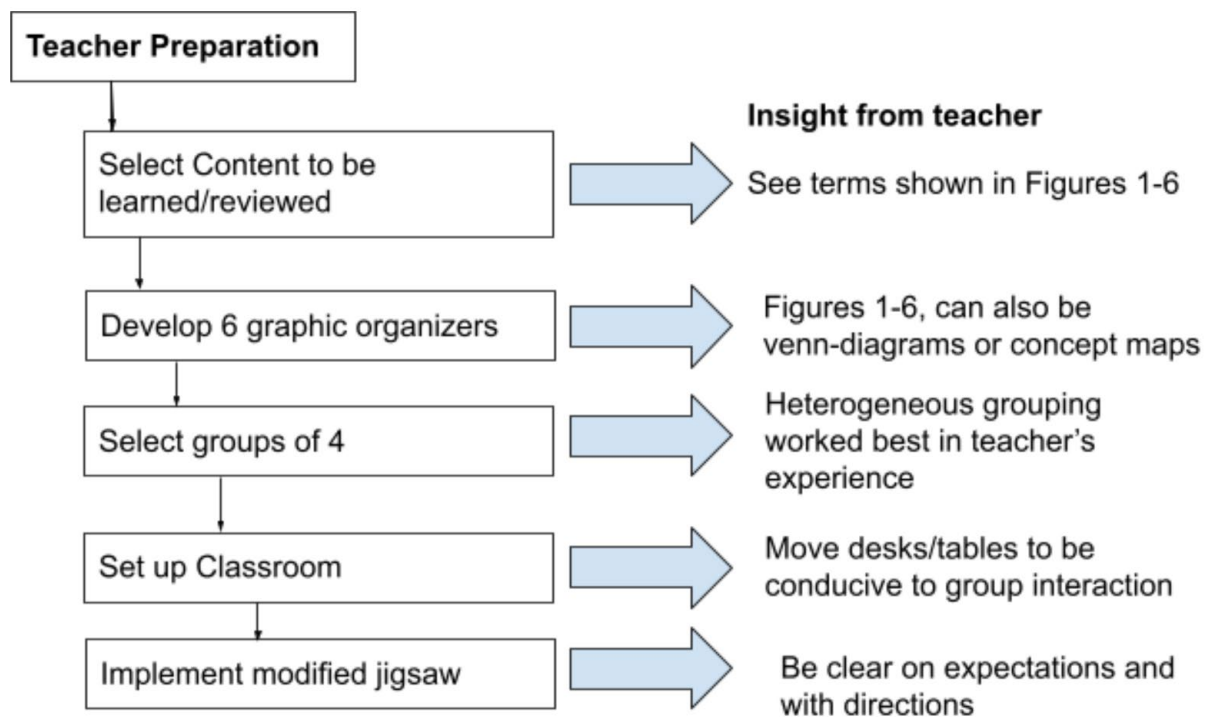 Teacher Preparation
Insight from teacher
Select Content to be
learned/reviewed
See terms shown in Figures 1-6
Develop 6 graphic organizers
Figures 1-6, can also be
venn-diagrams or concept maps
Select groups of 4
Heterogeneous grouping
worked best in teacher's
experience
Set up Classroom
Move desks/tables to be
conducive to group interaction
Implement modified jigsaw
Be clear on expectations and
with directions